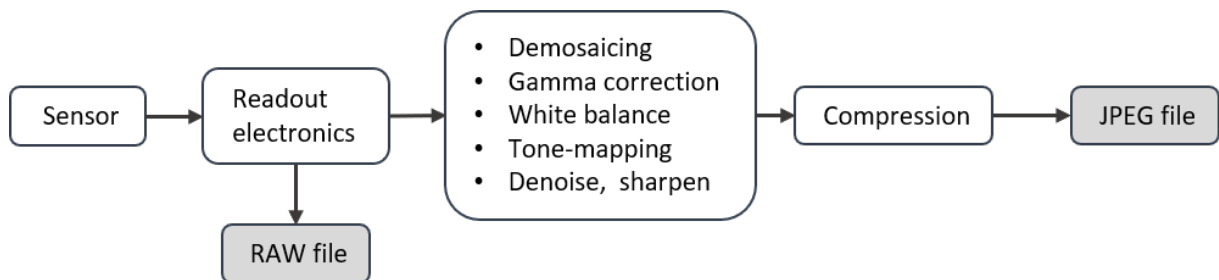 Sensor
Readout
electronics
RAW file
• Demosaicing
• Gamma correction
• White balance
• Tone-mapping
• Denoise, sharpen
Compression
JPEG file